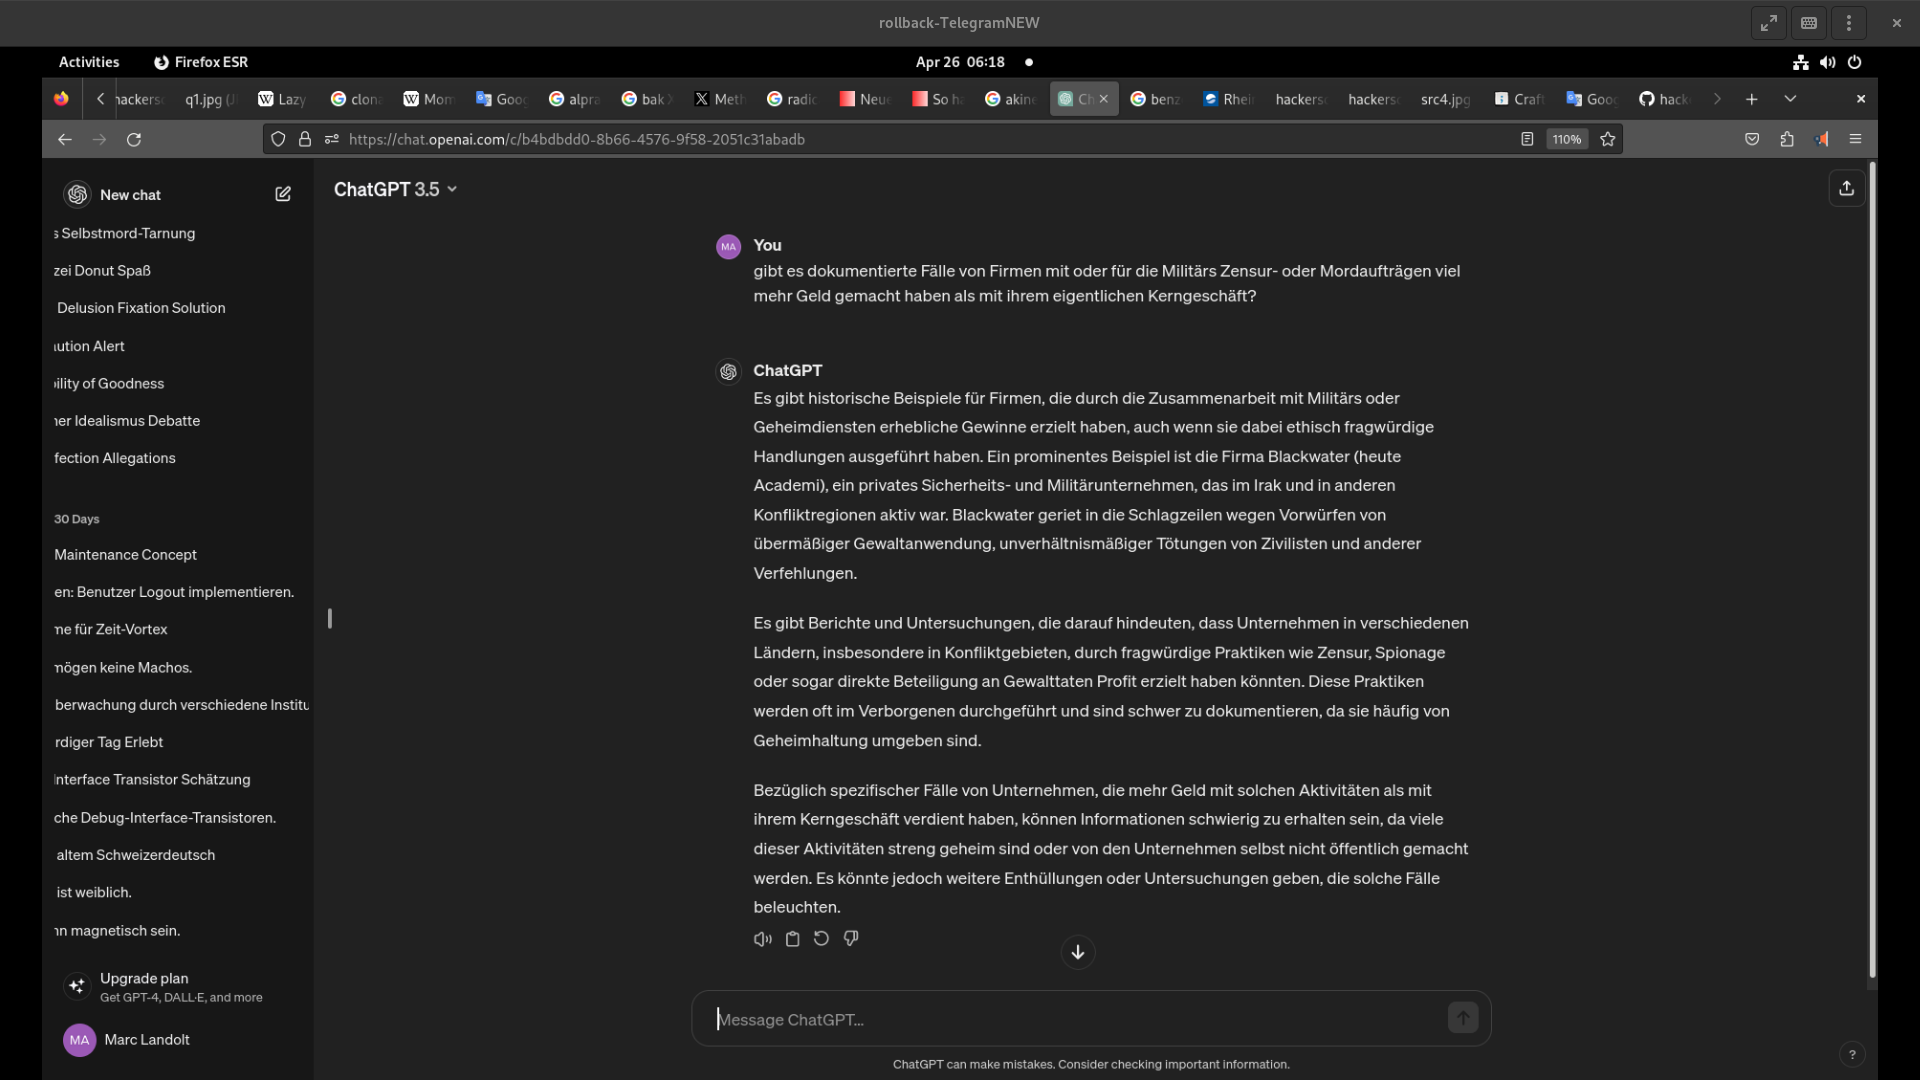 rollback-TelegramNEW
Activities
Firefox ESR
Apr 26 06:18
hackers
q1.jpg (
Lazy
clona
Mon
Goo
alpra
bak
Meth
radic
Neu
So h
akine
Ch
benz
Rhei
hackers
hackers
src4.jpg
Craft
Goo
hack
https://chat.openai.com/c/b4bdbdd0-8b66-4576-9f58-2051c31abadb
110%
New chat
s Selbstmord-Tarnung
zei Donut Spaß
Delusion Fixation Solution
ution Alert
ility of Goodness
ner Idealismus Debatte
fection Allegations
30 Days
Maintenance Concept
en: Benutzer Logout implementieren.
me für Zeit-Vortex
mögen keine Machos.
berwachung durch verschiedene Institu
rdiger Tag Erlebt
Interface Transistor Schätzung
che Debug-Interface-Transistoren.
altem Schweizerdeutsch
ist weiblich.
nn magnetisch sein.
Upgrade plan
Get GPT-4, DALL·E, and more
MA
Marc Landolt
ChatGPT 3.5
MA
You
gibt es dokumentierte Fälle von Firmen mit oder für die Militärs Zensur- oder Mordaufträgen viel
mehr Geld gemacht haben als mit ihrem eigentlichen Kerngeschäft?
ChatGPT
Es gibt historische Beispiele für Firmen, die durch die Zusammenarbeit mit Militärs oder
Geheimdiensten erhebliche Gewinne erzielt haben, auch wenn sie dabei ethisch fragwürdige
Handlungen ausgeführt haben. Ein prominentes Beispiel ist die Firma Blackwater (heute
Academi), ein privates Sicherheits- und Militärunternehmen, das im Irak und in anderen
Konfliktregionen aktiv war. Blackwater geriet in die Schlagzeilen wegen Vorwürfen von
übermäßiger Gewaltanwendung, unverhältnismäßiger Tötungen von Zivilisten und anderer
Verfehlungen.
Es gibt Berichte und Untersuchungen, die darauf hindeuten, dass Unternehmen in verschiedenen
Ländern, insbesondere in Konfliktgebieten, durch fragwürdige Praktiken wie Zensur, Spionage
oder sogar direkte Beteiligung an Gewalttaten Profit erzielt haben könnten. Diese Praktiken
werden oft im Verborgenen durchgeführt und sind schwer zu dokumentieren, da sie häufig von
Geheimhaltung umgeben sind.
Bezüglich spezifischer Fälle von Unternehmen, die mehr Geld mit solchen Aktivitäten als mit
ihrem Kerngeschäft verdient haben, können Informationen schwierig zu erhalten sein, da viele
dieser Aktivitäten streng geheim sind oder von den Unternehmen selbst nicht öffentlich gemacht
werden. Es könnte jedoch weitere Enthüllungen oder Untersuchungen geben, die solche Fälle
beleuchten.
Message ChatGPT...
ChatGPT can make mistakes. Consider checking important information.
?